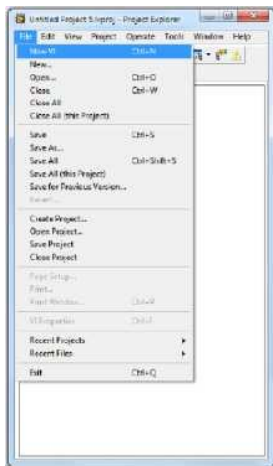 Untitled Project 5.lvproj - Project Explorer
File Edit View Project Operate Tools Window Help
New VI Ctrl+N
New...
Open... Ctrl+O
Close Ctrl+W
Close All
Close All (this Project)
Save Ctrl+S
Save As...
Save All Ctrl+Shift+S
Save All (this Project)
Save for Previous Version...
Revert...
Create Project...
Open Project...
Save Project
Close Project
Page Setup...
Print...
Print Window... Ctrl+P
VI Properties Ctrl+I
Recent Projects
Recent Files
Exit Ctrl+Q